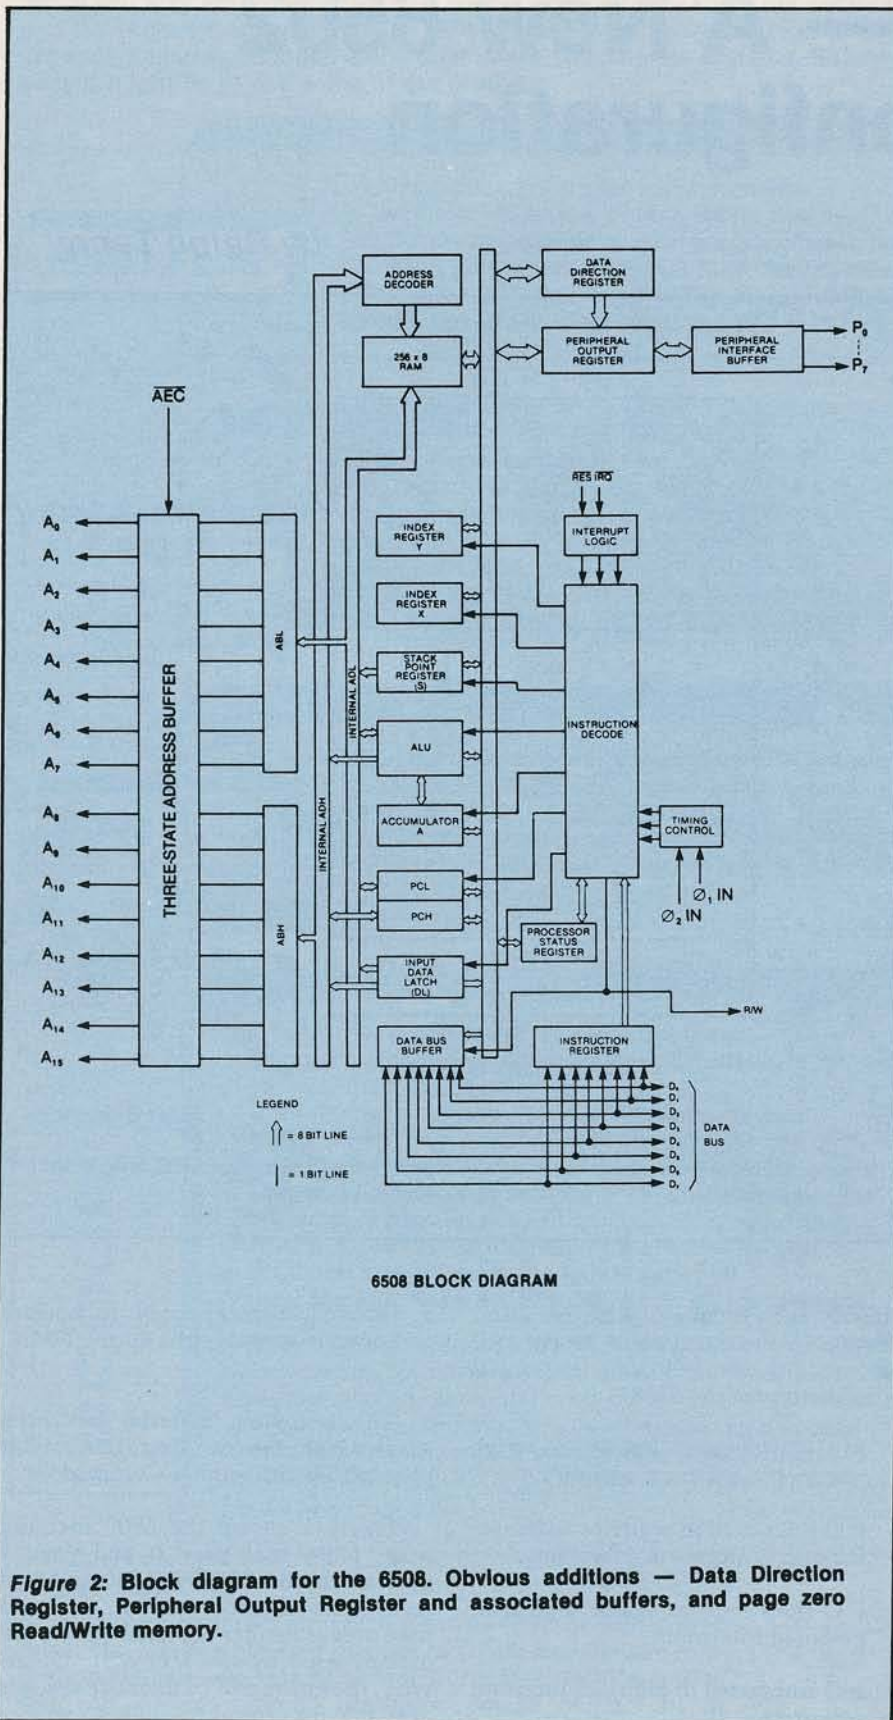 ADDRESS
DECODER
DATA
DIRECTION
REGISTER
256 x 8
RAM
PERIPHERAL
OUTPUT
REGISTER
PERIPHERAL
INTERFACE
BUFFER
P₀
P₇
AEC
RES IRQ
INTERRUPT
LOGIC
A₀
A₁
A₂
A₃
A₄
A₅
A₆
A₇
A₈
A₉
A₁₀
A₁₁
A₁₂
A₁₃
A₁₄
A₁₅
THREE-STATE ADDRESS BUFFER
ABL
ABH
INTERNAL ADH
INTERNAL ADL
INDEX
REGISTER
Y
INDEX
REGISTER
X
STACK
POINT
REGISTER
(S)
ALU
ACCUMULATOR
A
PCL
PCH
INPUT
DATA
LATCH
(DL)
DATA BUS
BUFFER
INSTRUCTION
DECODE
TIMING
CONTROL
Ø₁ IN
Ø₂ IN
PROCESSOR
STATUS
REGISTER
R/W
INSTRUCTION
REGISTER
DATA
BUS
LEGEND
= 8 BIT LINE
= 1 BIT LINE
6508 BLOCK DIAGRAM
Figure 2: Block diagram for the 6508. Obvious additions — Data Direction
Register, Peripheral Output Register and associated buffers, and page zero
Read/Write memory.